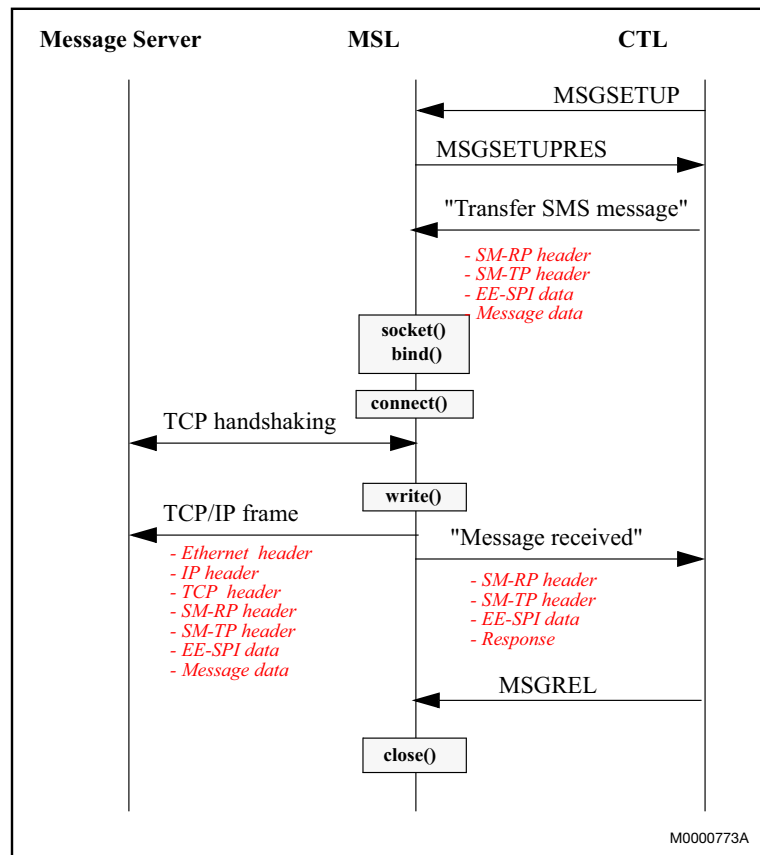 Message Server MSL CTL
MSGSETUP
MSGSETUPRES
"Transfer SMS message"
- SM-RP header
- SM-TP header
- EE-SPI data
- Message data
socket()
bind()
connect()
TCP handshaking
write()
TCP/IP frame
- Ethernet header
- IP header
- TCP header
- SM-RP header
- SM-TP header
- EE-SPI data
- Message data
"Message received"
- SM-RP header
- SM-TP header
- EE-SPI data
- Response
MSGREL
close()
M0000773A